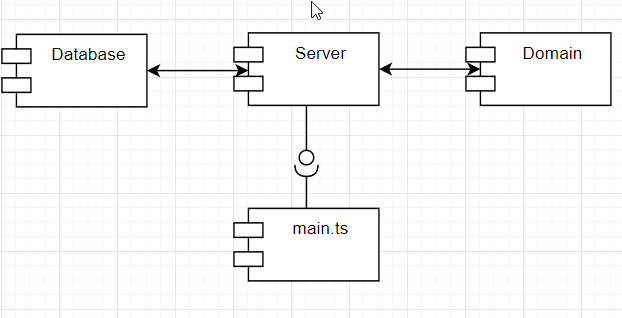 Database
Server
Domain
main.ts